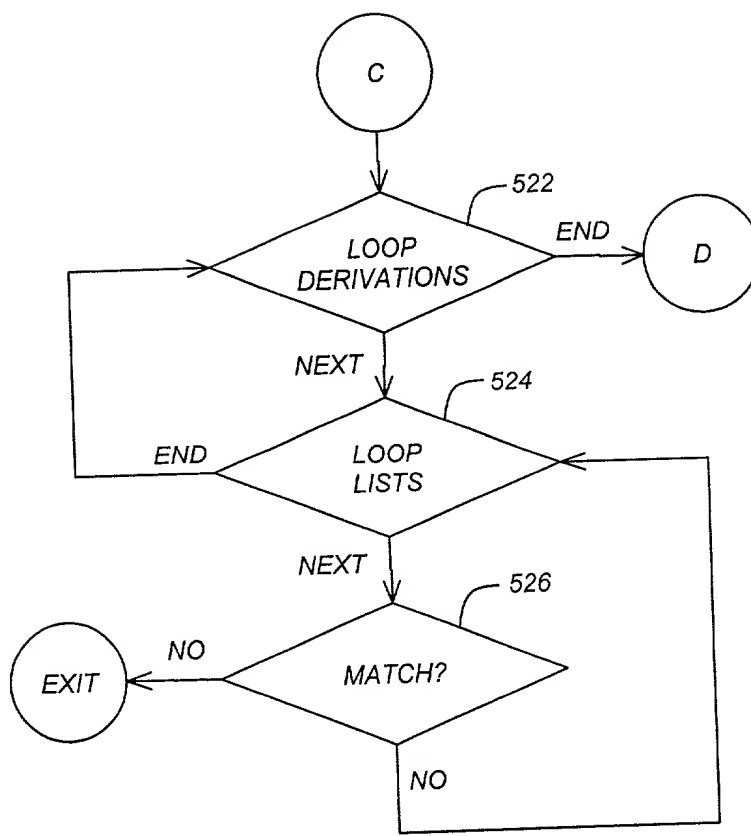 C
522
LOOP
DERIVATIONS
END
D
NEXT
524
END
LOOP
LISTS
NEXT
526
NO
EXIT
MATCH?
NO